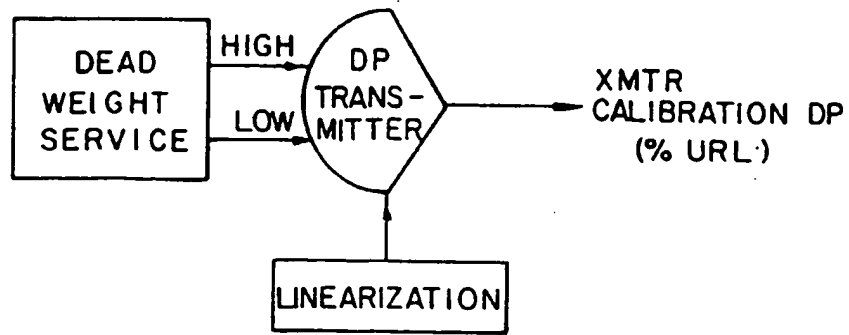 DEAD
WEIGHT
SERVICE
HIGH
LOW
DP
TRANS-
MITTER
XMTR
CALIBRATION DP
(% URL.)
LINEARIZATION